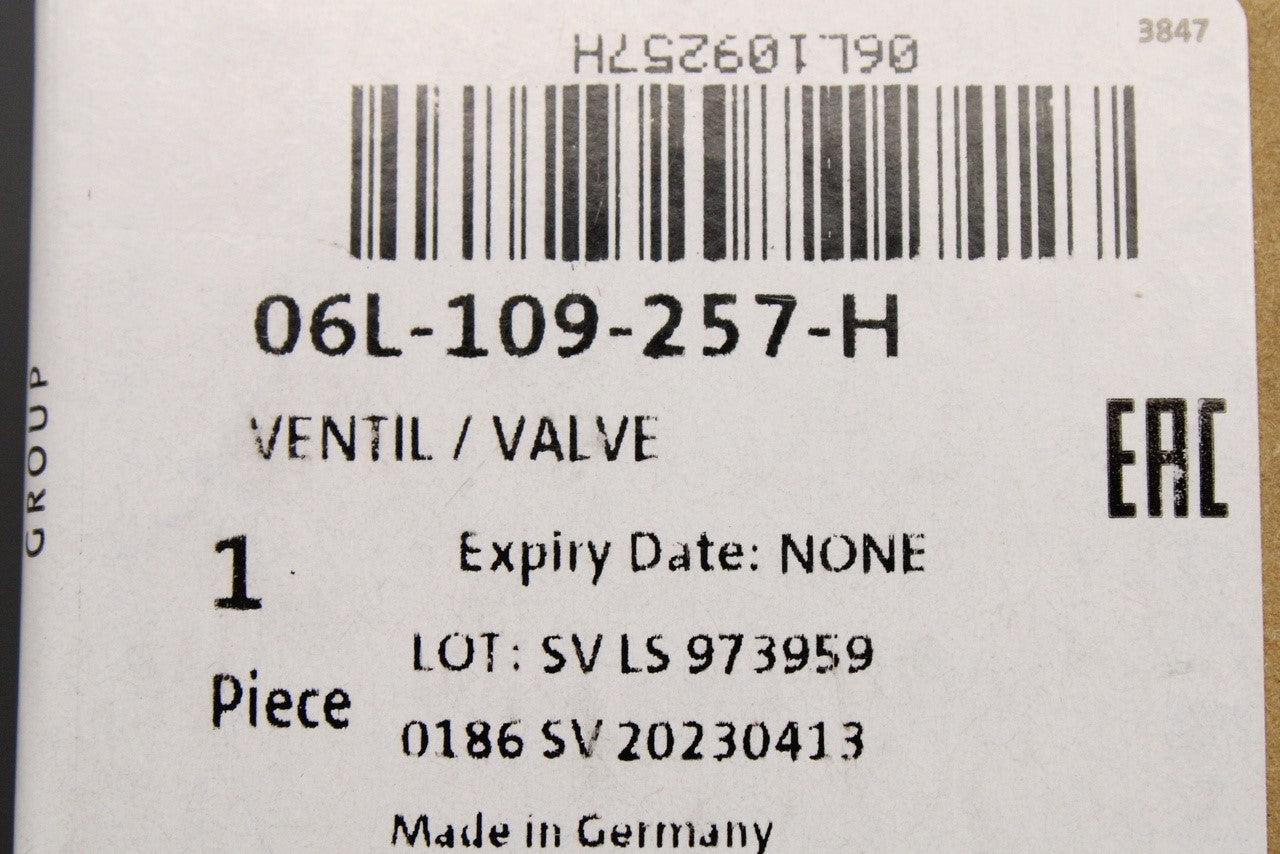 3847
06L109257H
06L-109-257-H
VENTIL / VALVE
EAC
GROUP
1
Expiry Date: NONE
LOT: SV LS 973959
Piece
0186 SV 20230413
Made in Germany